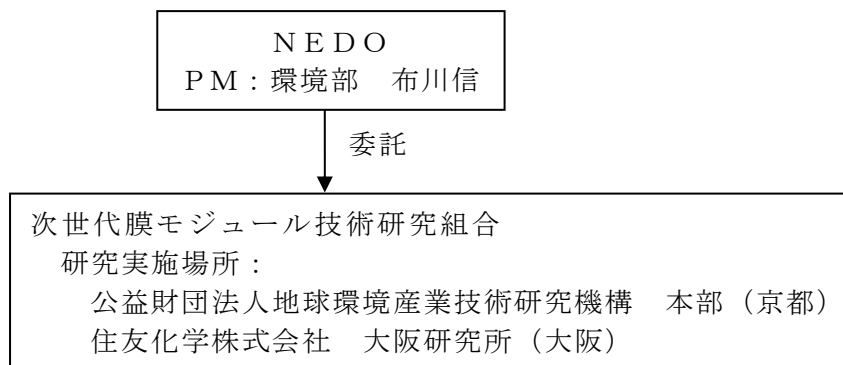 ＮＥＤＯ
ＰＭ：環境部　布川信
委託
次世代膜モジュール技術研究組合
研究実施場所：
公益財団法人地球環境産業技術研究機構　本部（京都）
住友化学株式会社　大阪研究所（大阪）